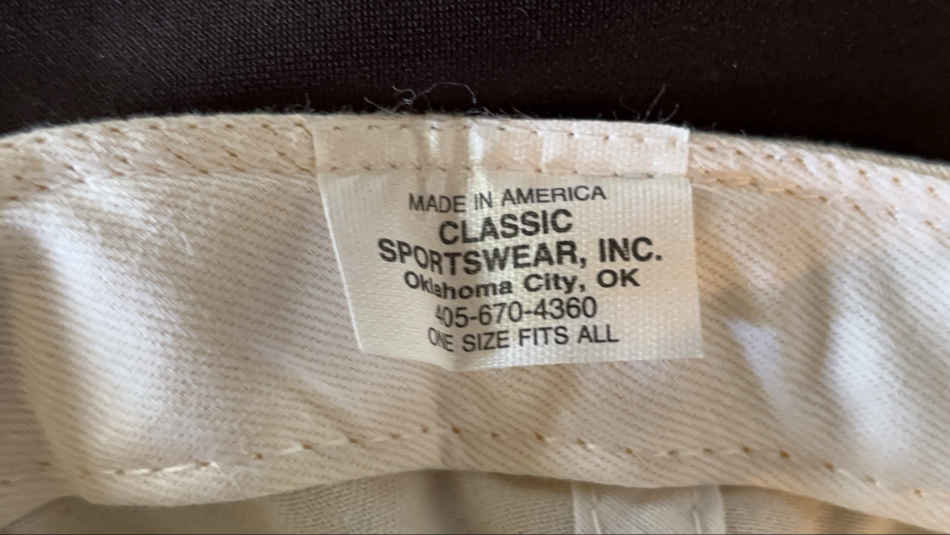 MADE IN AMERICA
CLASSIC
SPORTSWEAR, INC.
Oklahoma City, OK
405-670-4360
ONE SIZE FITS ALL